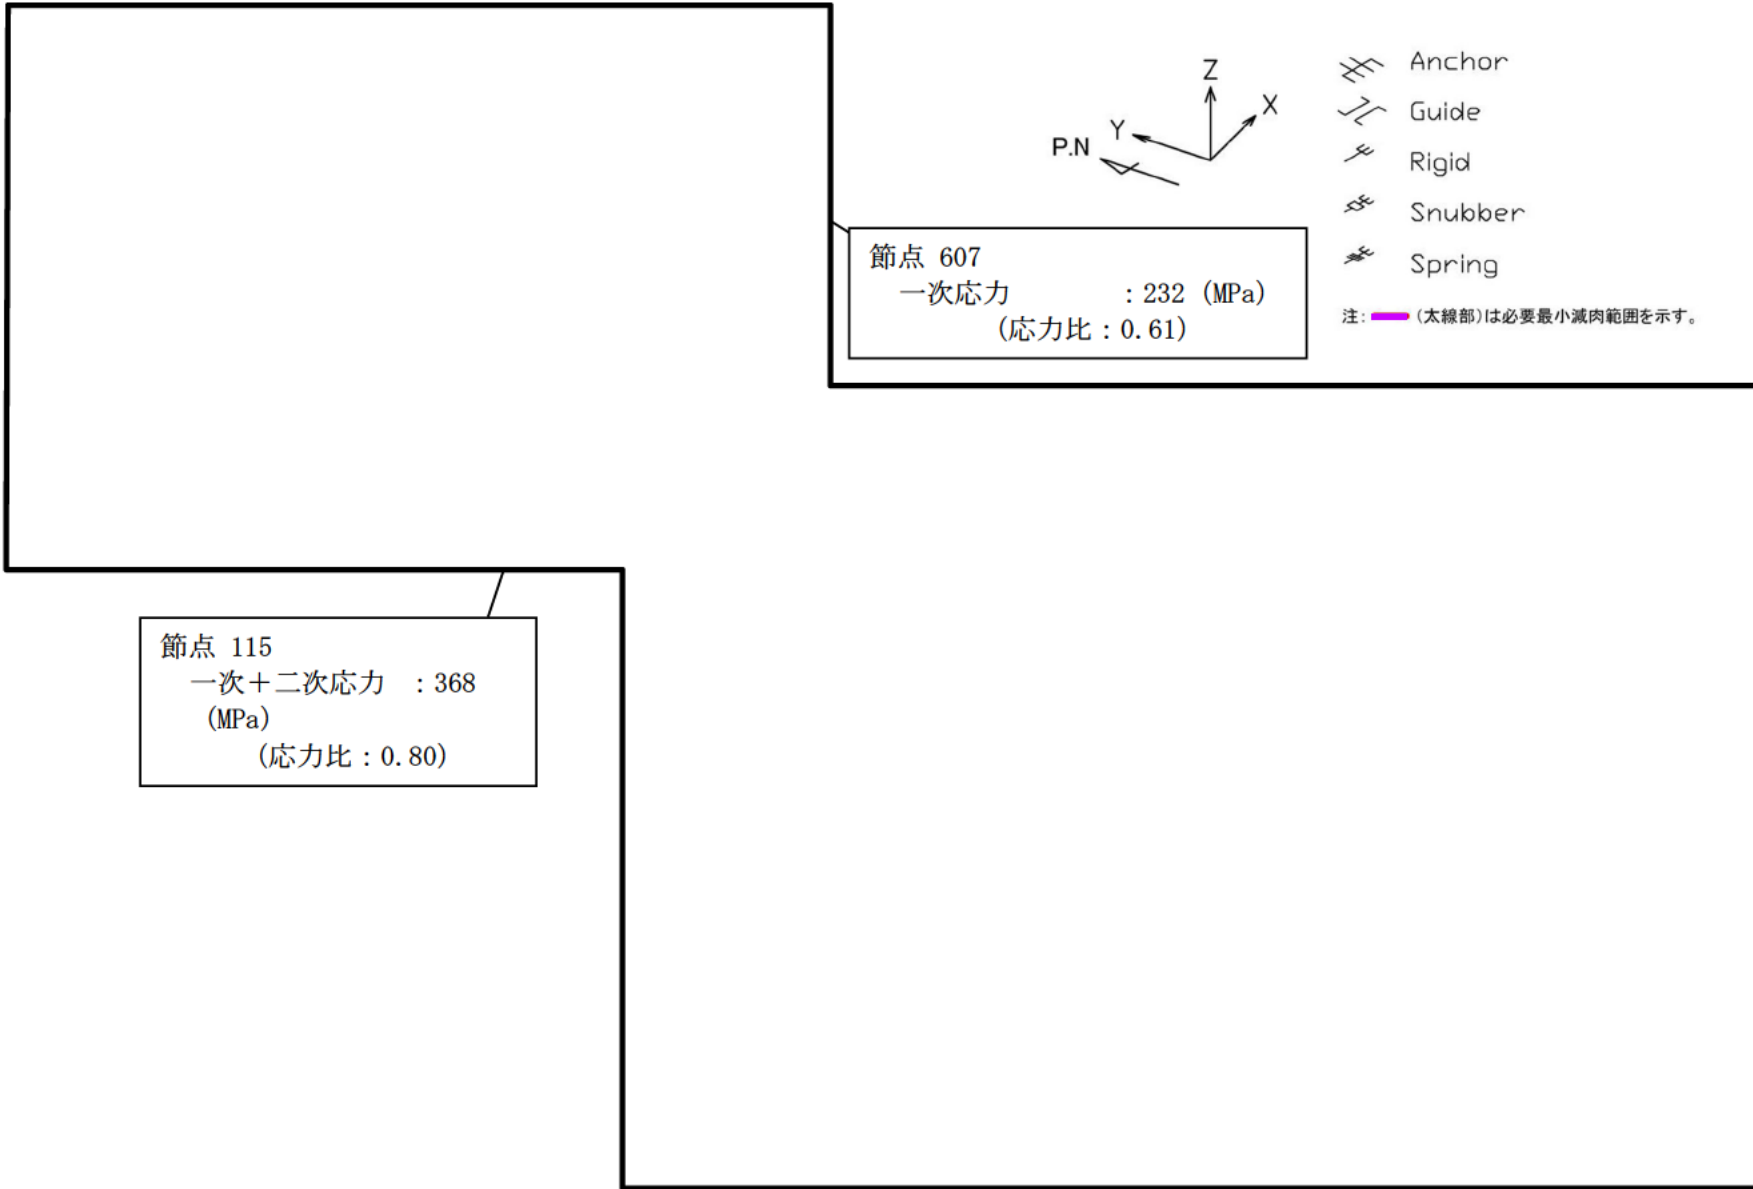 Z
X
Y
P.N
Anchor
Guide
Rigid
Snubber
Spring
注: (太線部)は必要最小減肉範囲を示す。
節点 607
一次応力 : 232 (MPa)
(応力比：0.61)
節点 115
一次＋二次応力 : 368
(MPa)
(応力比：0.80)